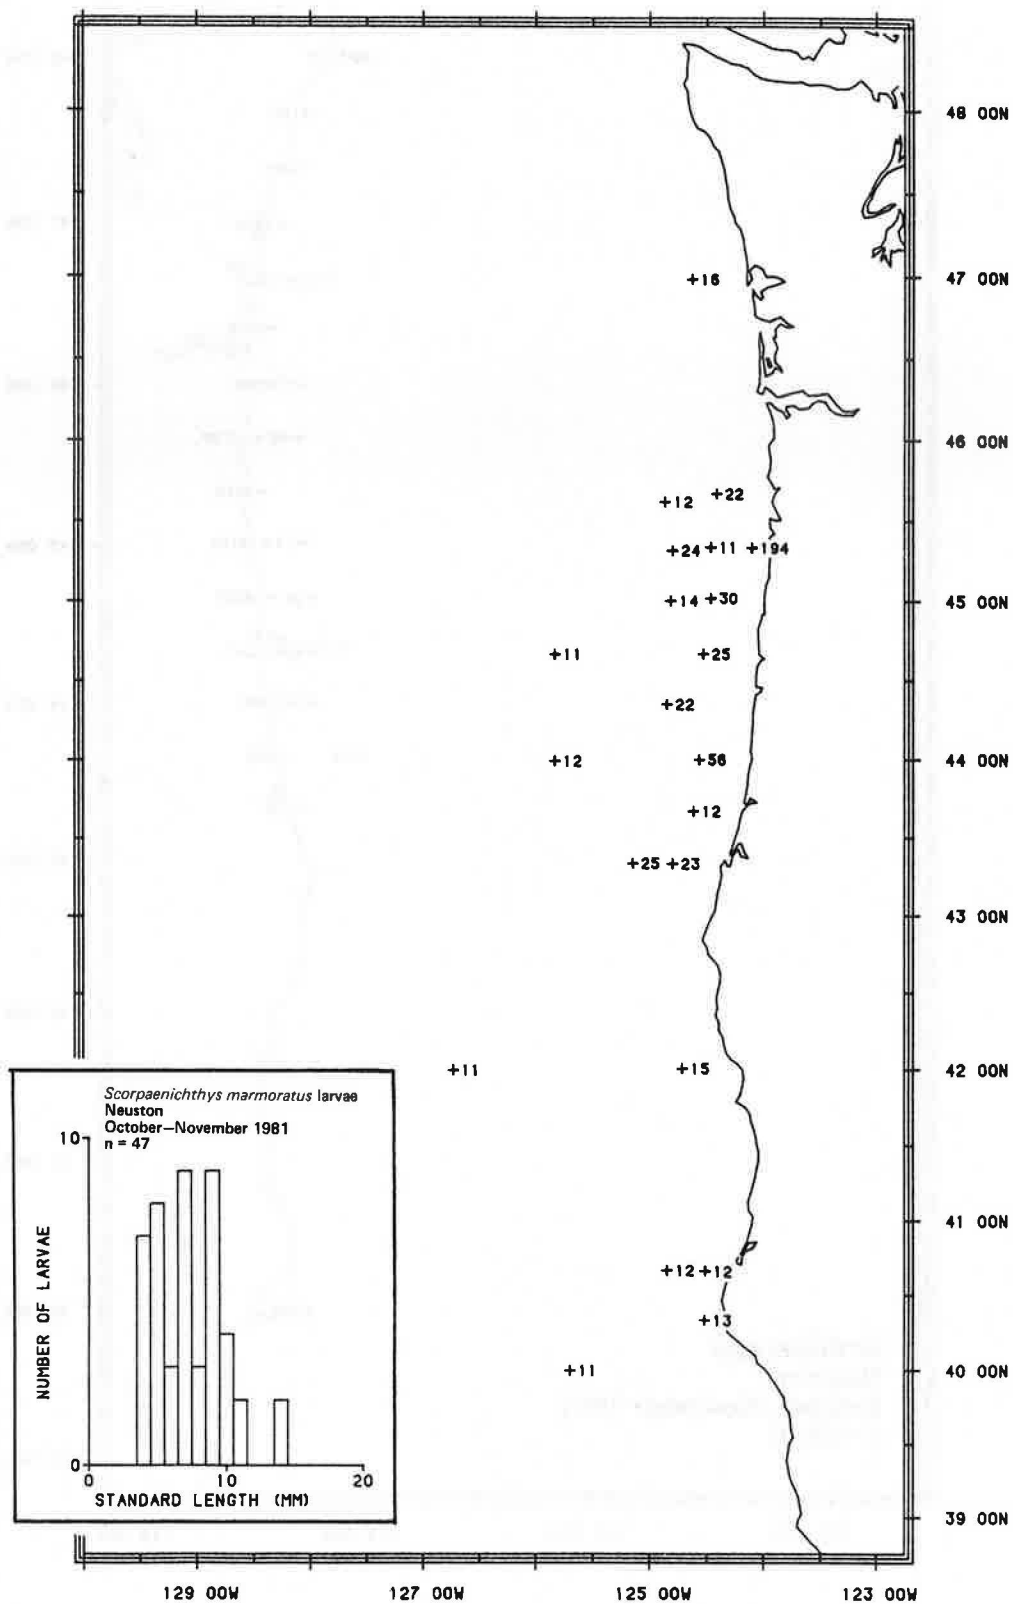 48 00N
+16
47 00N
46 00N
+12 +22
+24 +11 +194
+14 +30
45 00N
+11 +25
+22
+12 +56
44 00N
+12
+25 +23
43 00N
+11 +15
42 00N
Scorpaenichthys marmoratus larvae
Neuston
October–November 1981
n = 47
10
NUMBER OF LARVAE
0
0 10 20
STANDARD LENGTH (MM)
41 00N
+12 +12
+13
+11
40 00N
39 00N
129 00W 127 00W 125 00W 123 00W